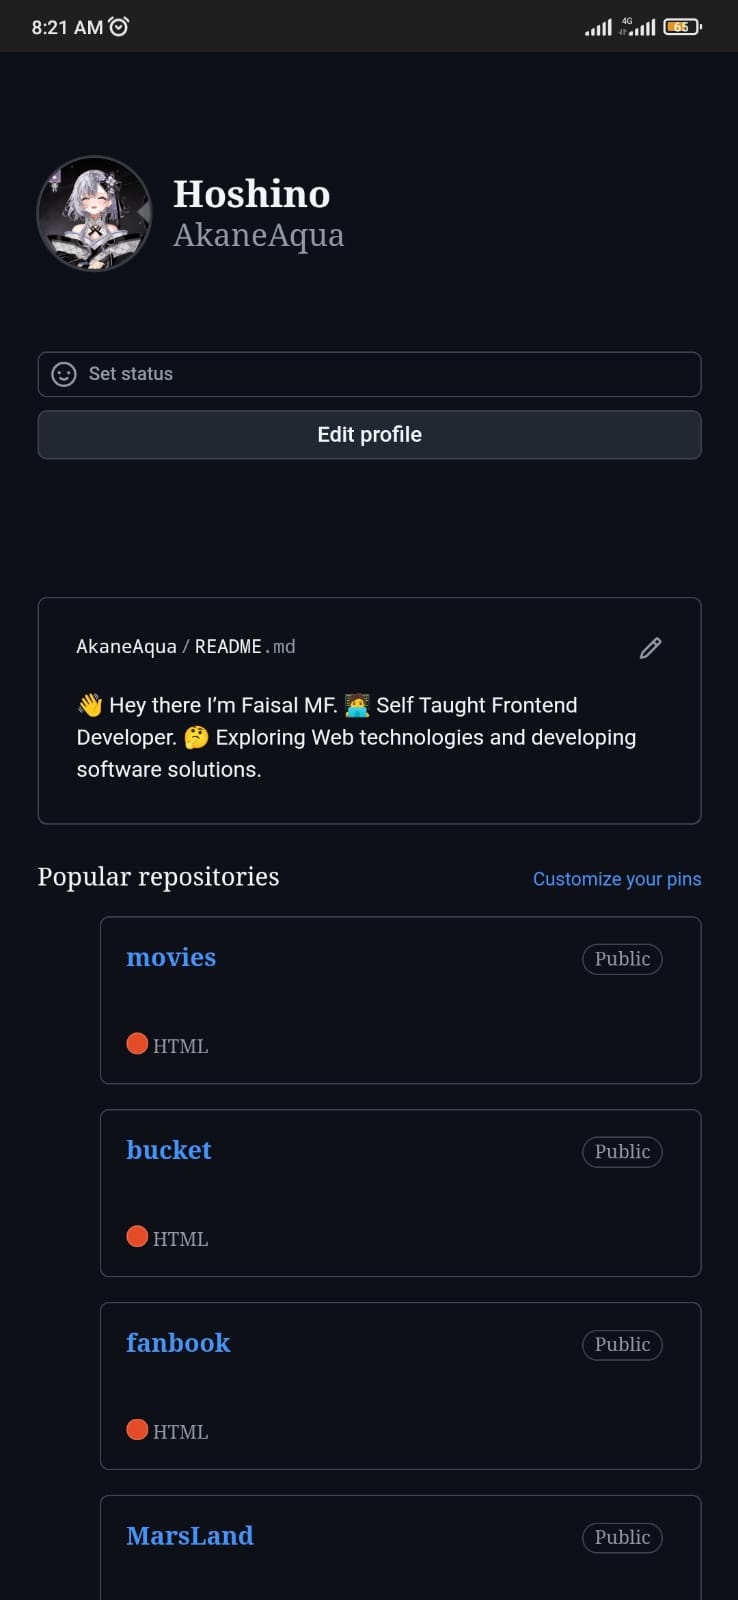 8:21 AM
4G
65
Hoshino
AkaneAqua
Set status
Edit profile
AkaneAqua / README.md
👋 Hey there I’m Faisal MF. 🧑‍💻 Self Taught Frontend
Developer. 🤔 Exploring Web technologies and developing
software solutions.
Popular repositories
Customize your pins
movies
Public
HTML
bucket
Public
HTML
fanbook
Public
HTML
MarsLand
Public